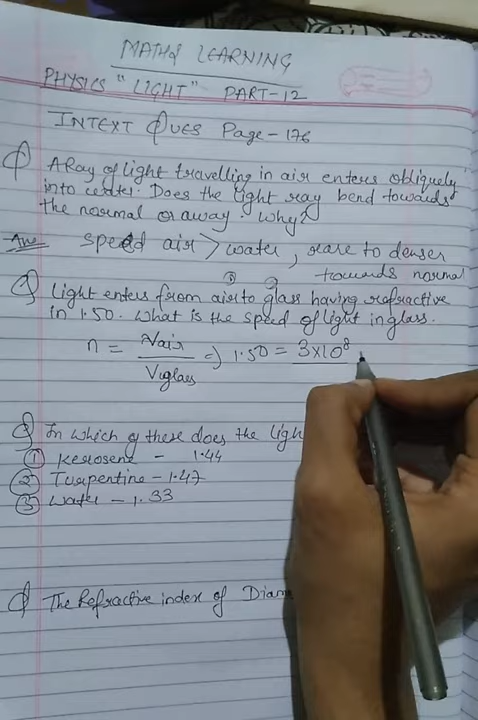 MATHS LEARNING
PHYSICS "LIGHT" PART-12
INTEXT QUES Page-176
Q A Ray of light travelling in air enters obliquely
into water. Does the light ray bend towards
the normal or away. Why?
Ans speed air > water, rare to denser
towards normal
① ②
Q Light enters from air to glass having refractive
in 1.50. What is the speed of light in glass.
n = Vair / Vglass ⇒ 1.50 = 3×10⁸
Q In which of these does the ligh
① Kerosene - 1.44
② Turpentine - 1.47
③ Water - 1.33
Q The Refractive index of Diam